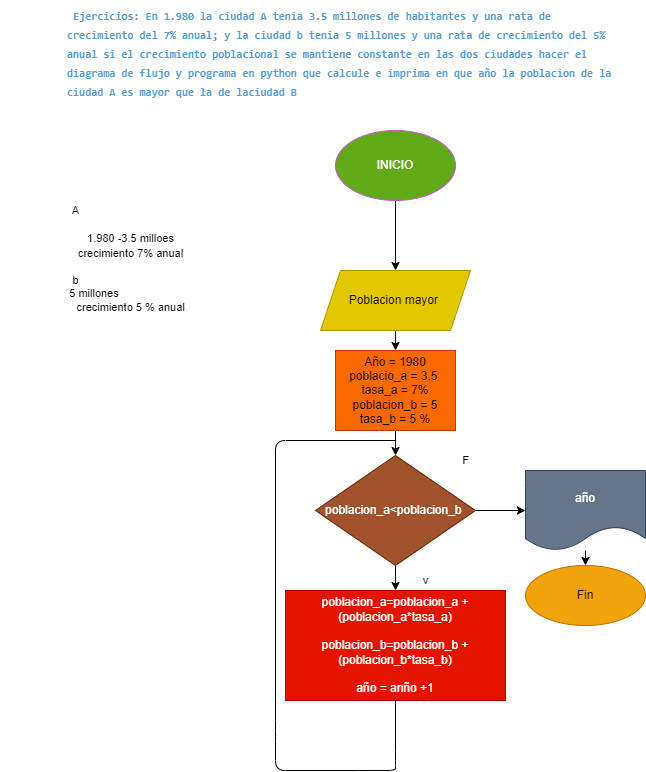 Ejercicios: En 1.980 la ciudad A tenia 3.5 millones de habitantes y una rata de
crecimiento del 7% anual; y la ciudad b tenia 5 millones y una rata de crecimiento del 5%
anual si el crecimiento poblacional se mantiene constante en las dos ciudades hacer el
diagrama de flujo y programa en python que calcule e imprima en que año la poblacion de la
ciudad A es mayor que la de laciudad B
INICIO
A
1.980 -3.5 milloes
crecimiento 7% anual
b
5 millones
crecimiento 5 % anual
Poblacion mayor
Año = 1980
poblacio_a = 3.5
tasa_a = 7%
poblacion_b = 5
tasa_b = 5 %
F
poblacion_a<poblacion_b
año
v
Fin
poblacion_a=poblacion_a +
(poblacion_a*tasa_a)
poblacion_b=poblacion_b +
(poblacion_b*tasa_b)
año = anño +1